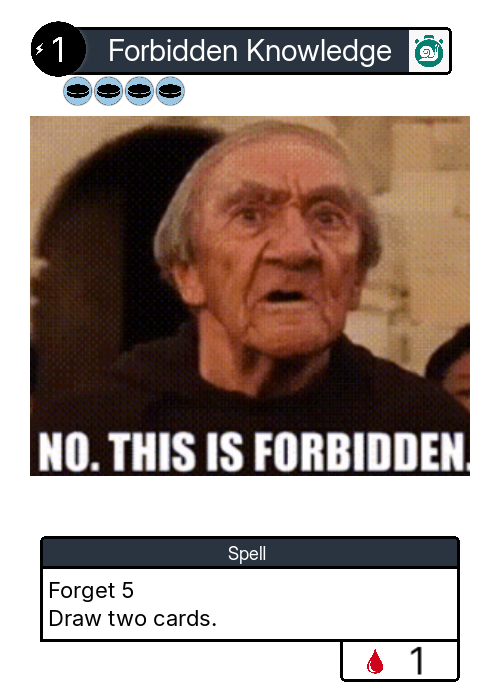 1 Forbidden Knowledge
NO. THIS IS FORBIDDEN.
Spell
Forget 5
Draw two cards.
1